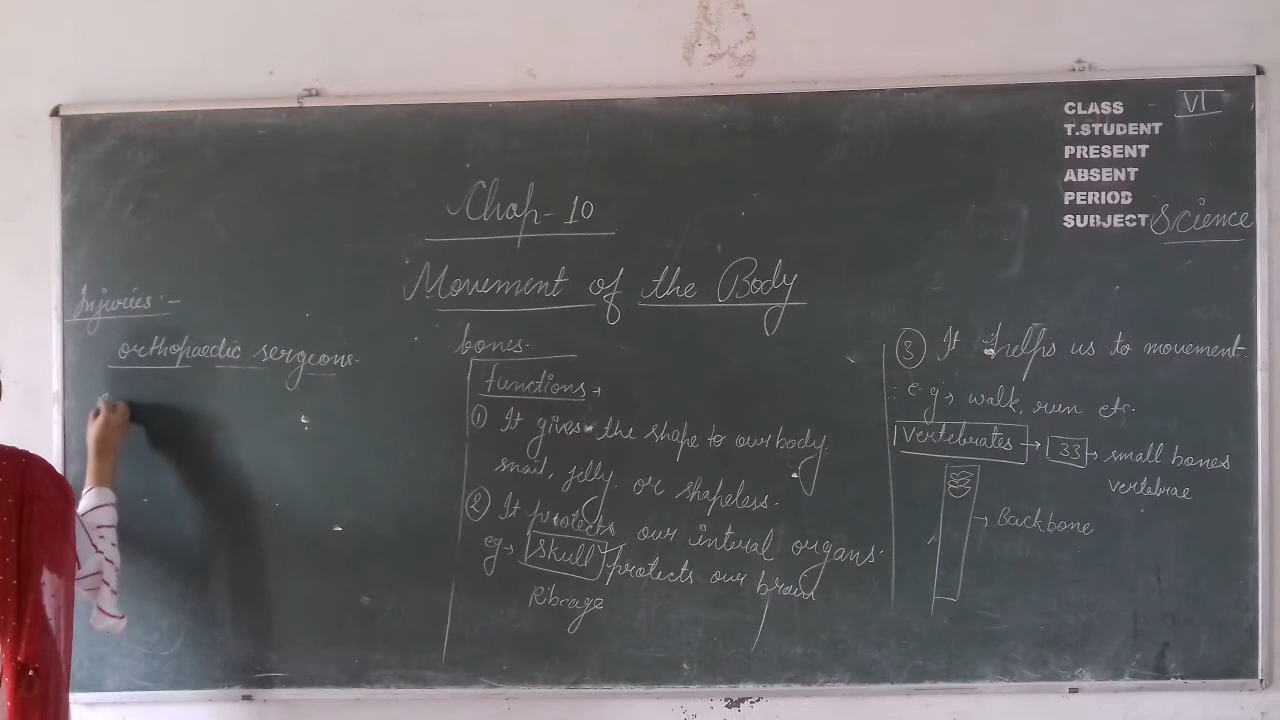 CLASS - VI
T.STUDENT
PRESENT
ABSENT
PERIOD
SUBJECT Science
Chap-10
Movement of the Body
Injuries:-
orthopaedic sergeons.
bones.
functions →
① It gives the shape to our body.
snail, jelly, or shapeless.
② It protects our interal organs.
eg→ Skull protects our brain
Ribcage
③ It helps us to movement.
e.g→ walk, run etc.
Vertebrates → 33 → small bones
vertebrae
→ Backbone